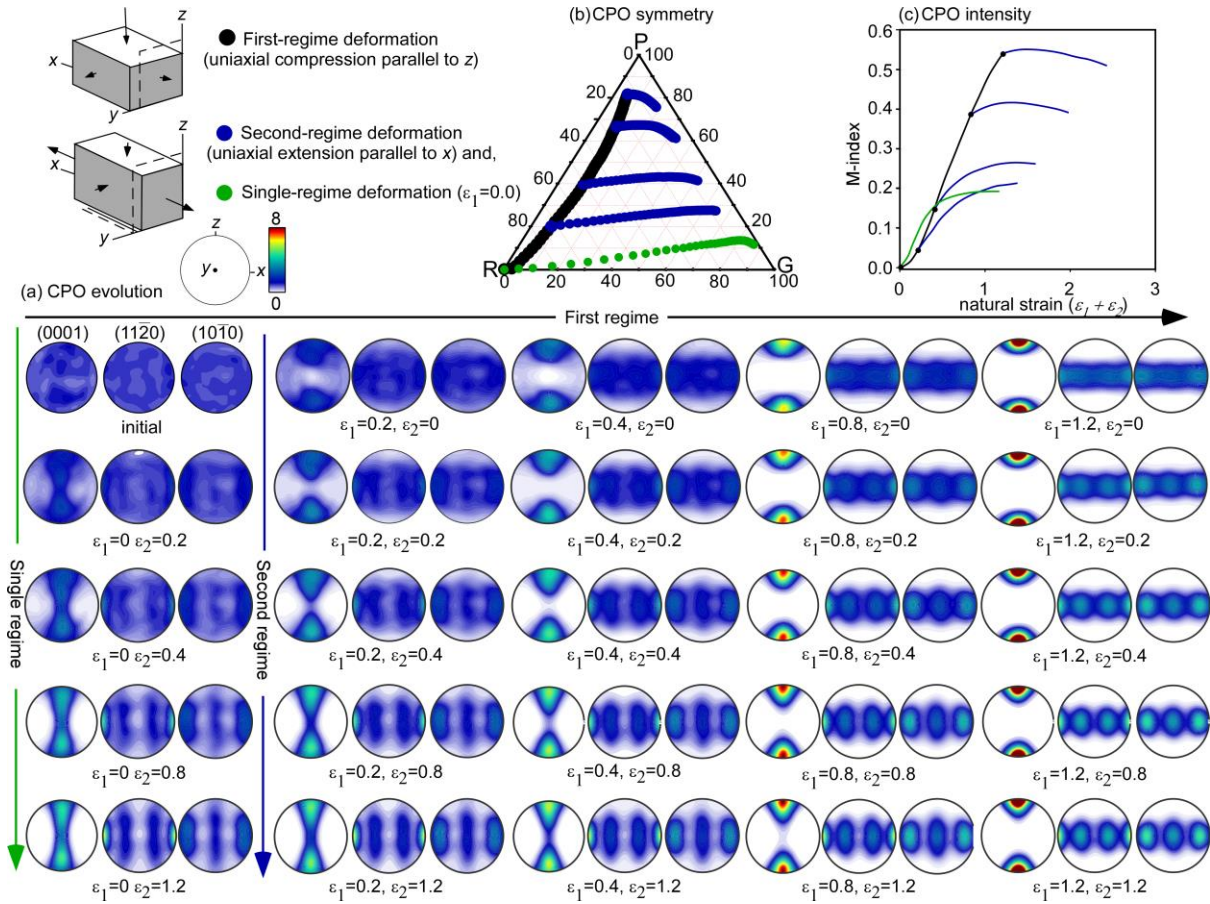 z
x
y
z
x
y
First-regime deformation
(uniaxial compression parallel to z)
Second-regime deformation
(uniaxial extension parallel to x) and,
Single-regime deformation (ε1=0.0)
z
y
x
8
0
(b) CPO symmetry
P
0 100
20 80
40 60
60 40
80 20
R G
0 20 40 60 80 100
(c) CPO intensity
M-index
0.6
0.5
0.4
0.3
0.2
0.1
0.0
0 1 2 3
natural strain (ε1 + ε2)
(a) CPO evolution
First regime
Single regime
Second regime
(0001) (112̅0) (101̅0)
initial
ε1=0.2, ε2=0
ε1=0.4, ε2=0
ε1=0.8, ε2=0
ε1=1.2, ε2=0
ε1=0 ε2=0.2
ε1=0.2, ε2=0.2
ε1=0.4, ε2=0.2
ε1=0.8, ε2=0.2
ε1=1.2, ε2=0.2
ε1=0 ε2=0.4
ε1=0.2, ε2=0.4
ε1=0.4, ε2=0.4
ε1=0.8, ε2=0.4
ε1=1.2, ε2=0.4
ε1=0 ε2=0.8
ε1=0.2, ε2=0.8
ε1=0.4, ε2=0.8
ε1=0.8, ε2=0.8
ε1=1.2, ε2=0.8
ε1=0 ε2=1.2
ε1=0.2, ε2=1.2
ε1=0.4, ε2=1.2
ε1=0.8, ε2=1.2
ε1=1.2, ε2=1.2